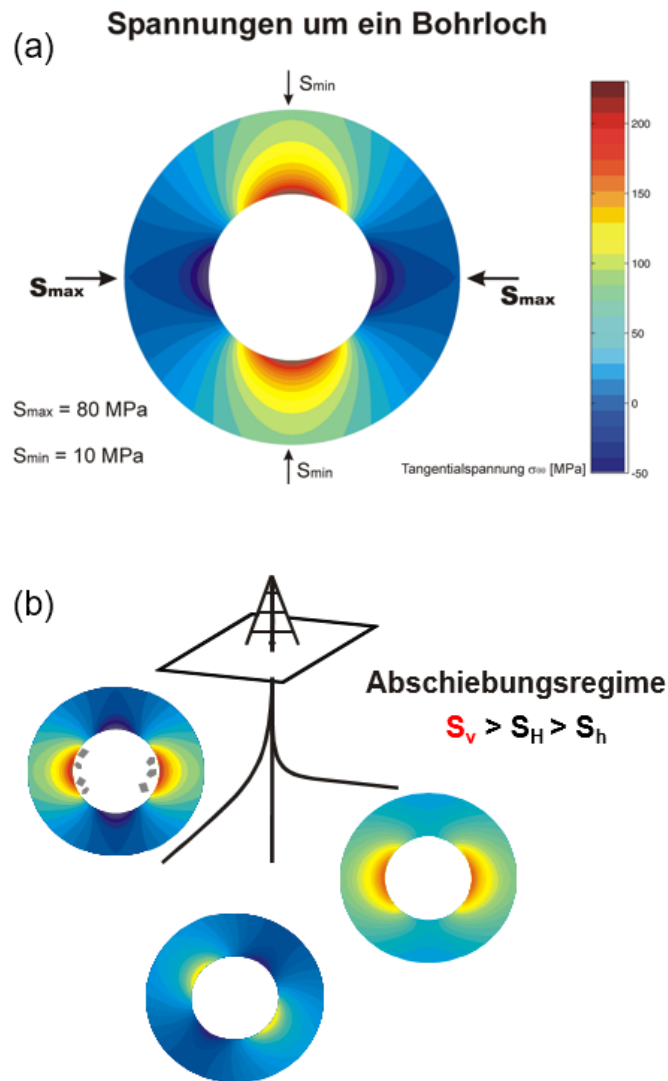 Spannungen um ein Bohrloch
(a)
Smin
200
150
100
50
0
-50
Smax
Smax
Smax = 80 MPa
Smin = 10 MPa
Smin
Tangentialspannung σθθ [MPa]
(b)
Abschiebungsregime
Sv > SH > Sh